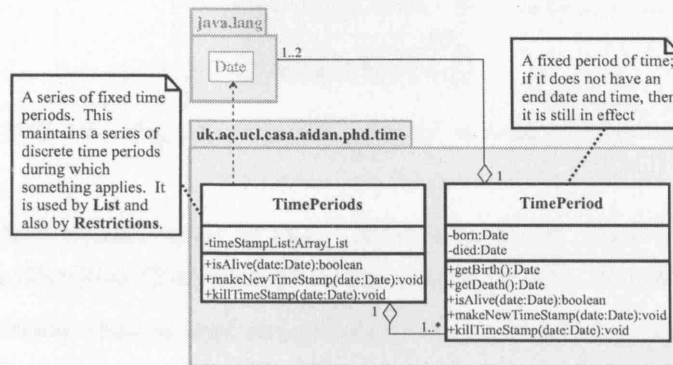 java.lang
Date
1..2
A fixed period of time;
if it does not have an
end date and time, then
it is still in effect
A series of fixed time
periods. This
maintains a series of
discrete time periods
during which
something applies. It
is used by List and
also by Restrictions.
uk.ac.ucl.casa.aidan.phd.time
1
TimePeriods
-timeStampList:ArrayList
+isAlive(date:Date):boolean
+makeNewTimeStamp(date:Date):void
+killTimeStamp(date:Date):void
TimePeriod
-born:Date
-died:Date
+getBirth():Date
+getDeath():Date
+isAlive(date:Date):boolean
+makeNewTimeStamp(date:Date):void
+killTimeStamp(date:Date):void
1
1..*